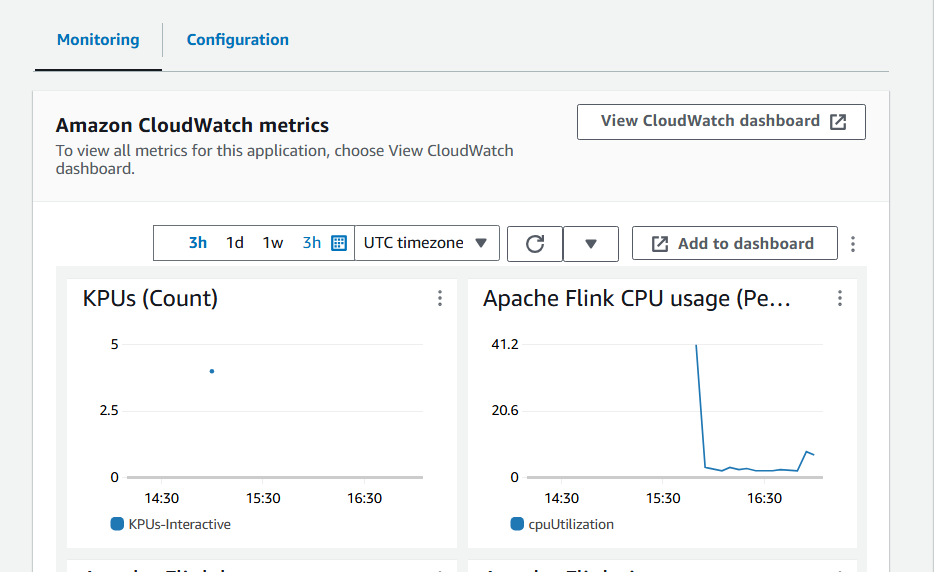 Monitoring
Configuration
Amazon CloudWatch metrics
To view all metrics for this application, choose View CloudWatch
dashboard.
View CloudWatch dashboard
3h 1d 1w 3h UTC timezone
Add to dashboard
KPUs (Count)
5
2.5
0
14:30 15:30 16:30
KPUs-Interactive
Apache Flink CPU usage (Pe...
41.2
20.6
0
14:30 15:30 16:30
cpuUtilization